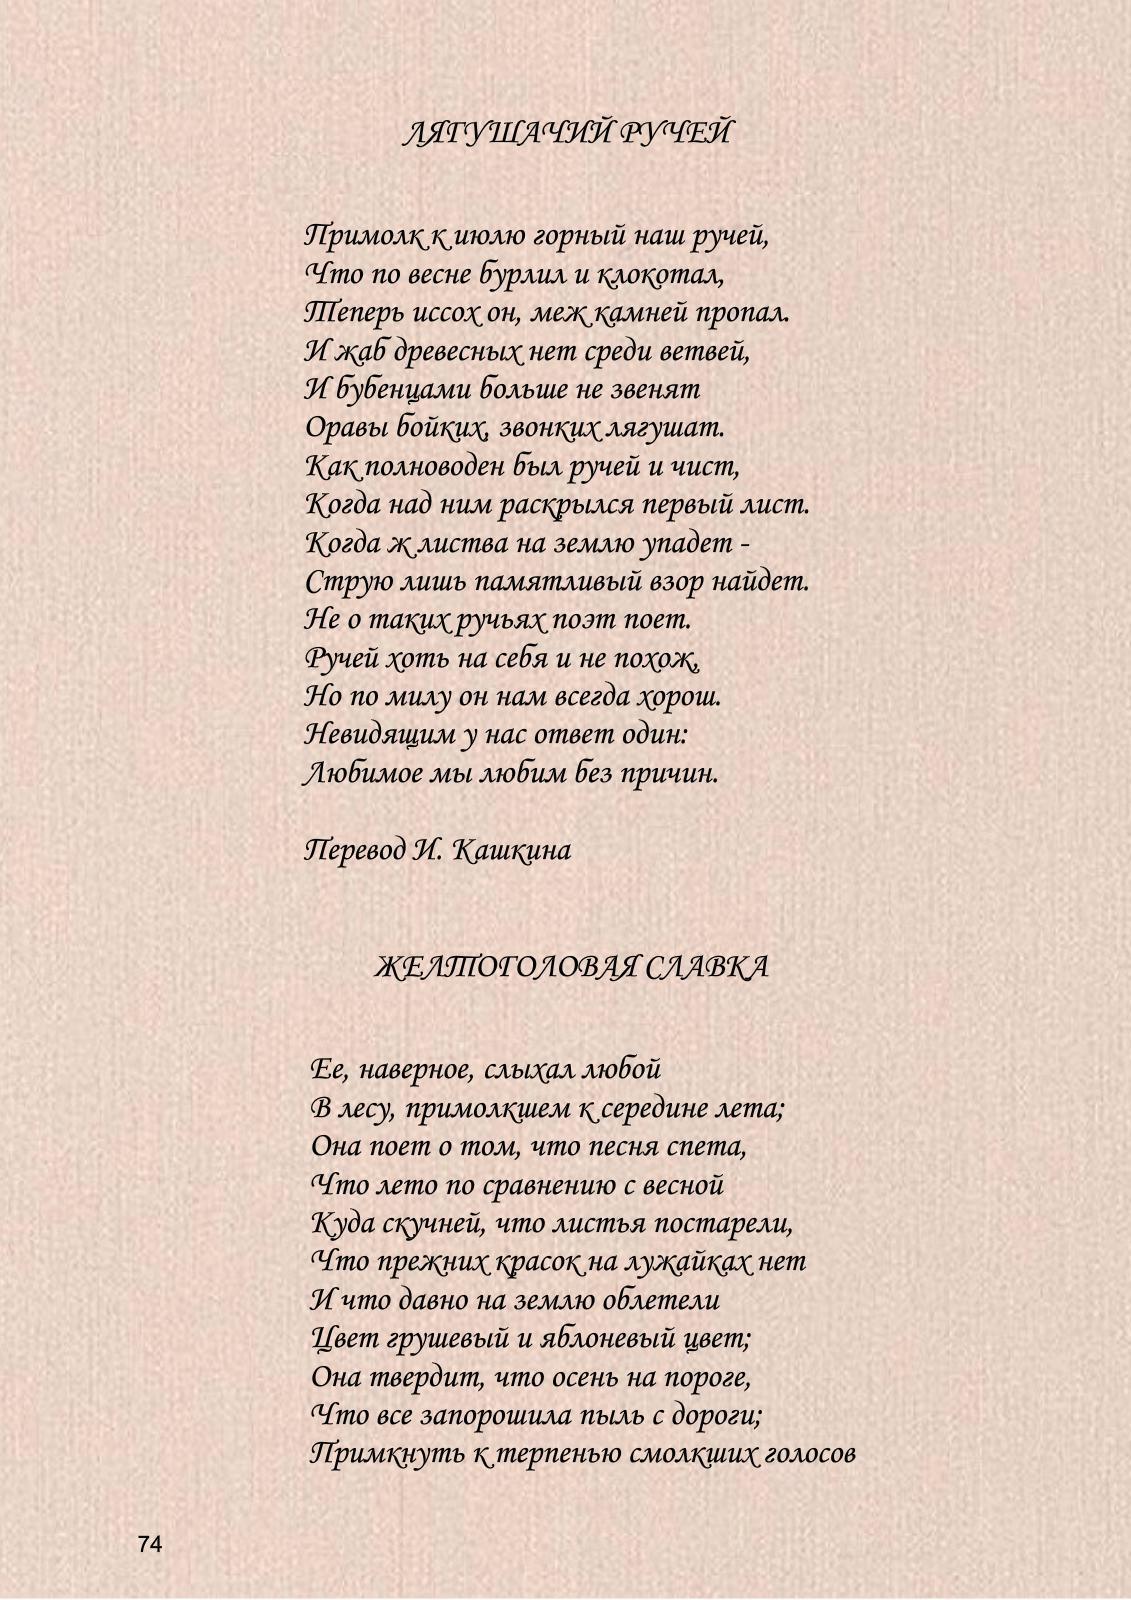 ЛЯГУШАЧИЙ РУЧЕЙ
Примолк к июлю горный наш ручей,
Что по весне бурлил и клокотал,
Теперь иссох он, меж камней пропал.
И жаб древесных нет среди ветвей,
И бубенцами больше не звенят
Оравы бойких, звонких лягушат.
Как полноводен был ручей и чист,
Когда над ним раскрылся первый лист.
Когда ж листва на землю упадет -
Струю лишь памятливый взор найдет.
Не о таких ручьях поэт поет.
Ручей хоть на себя и не похож,
Но по милу он нам всегда хорош.
Невидящим у нас ответ один:
Любимое мы любим без причин.
Перевод И. Кашкина
ЖЕЛТОГОЛОВАЯ СЛАВКА
Ее, наверное, слыхал любой
В лесу, примолкшем к середине лета;
Она поет о том, что песня спета,
Что лето по сравнению с весной
Куда скучней, что листья постарели,
Что прежних красок на лужайках нет
И что давно на землю облетели
Цвет грушевый и яблоневый цвет;
Она твердит, что осень на пороге,
Что все запорошила пыль с дороги;
Примкнуть к терпенью смолкших голосов
74